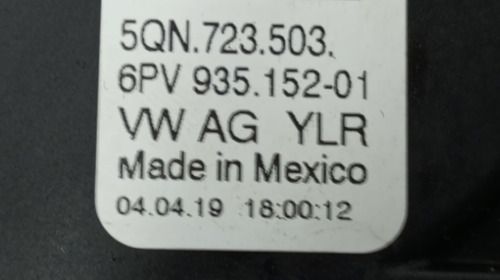 5QN.723.503.
6PV 935.152-01
VW AG YLR
Made in Mexico
04.04.19 18:00:12